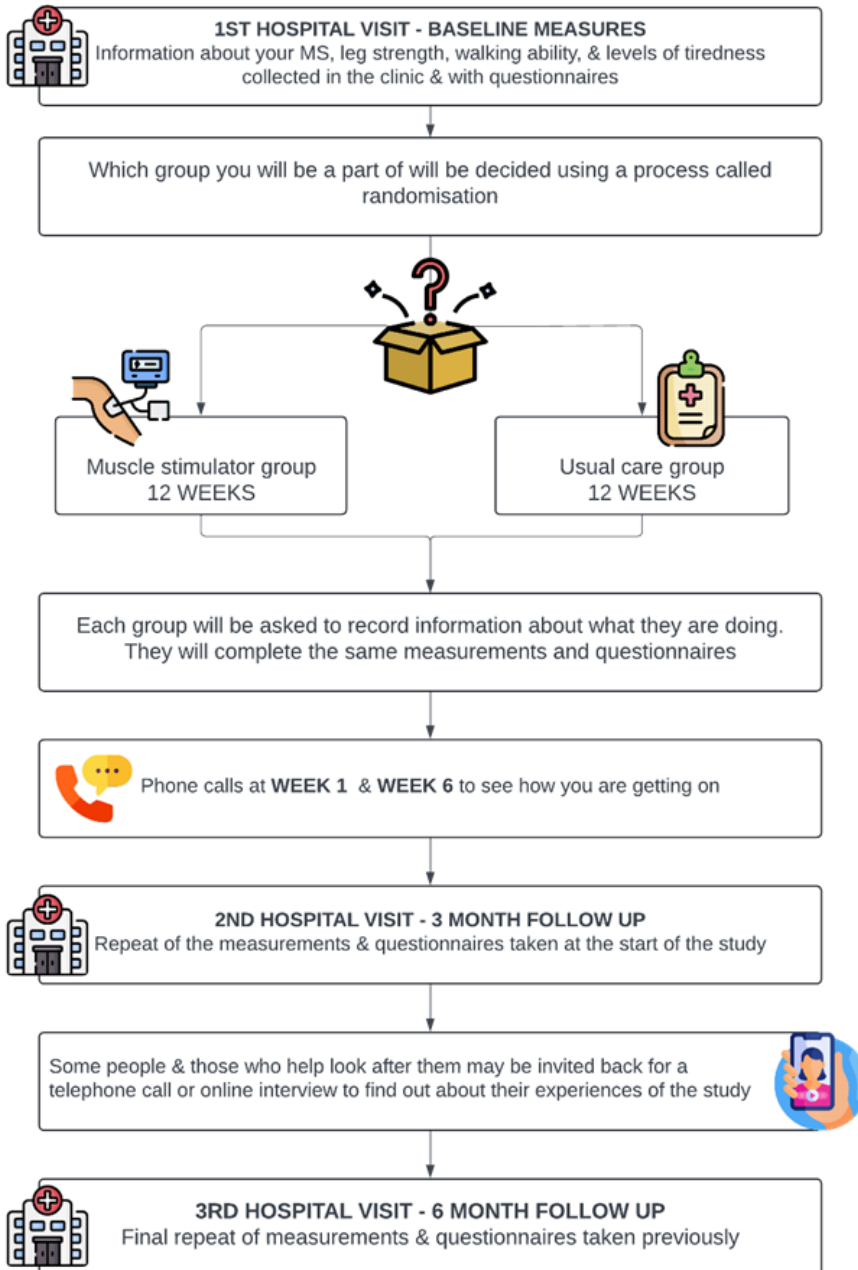 1ST HOSPITAL VISIT - BASELINE MEASURES
Information about your MS, leg strength, walking ability, & levels of tiredness
collected in the clinic & with questionnaires
Which group you will be a part of will be decided using a process called
randomisation
?
Muscle stimulator group
12 WEEKS
Usual care group
12 WEEKS
Each group will be asked to record information about what they are doing.
They will complete the same measurements and questionnaires
Phone calls at WEEK 1 & WEEK 6 to see how you are getting on
2ND HOSPITAL VISIT - 3 MONTH FOLLOW UP
Repeat of the measurements & questionnaires taken at the start of the study
Some people & those who help look after them may be invited back for a
telephone call or online interview to find out about their experiences of the study
3RD HOSPITAL VISIT - 6 MONTH FOLLOW UP
Final repeat of measurements & questionnaires taken previously